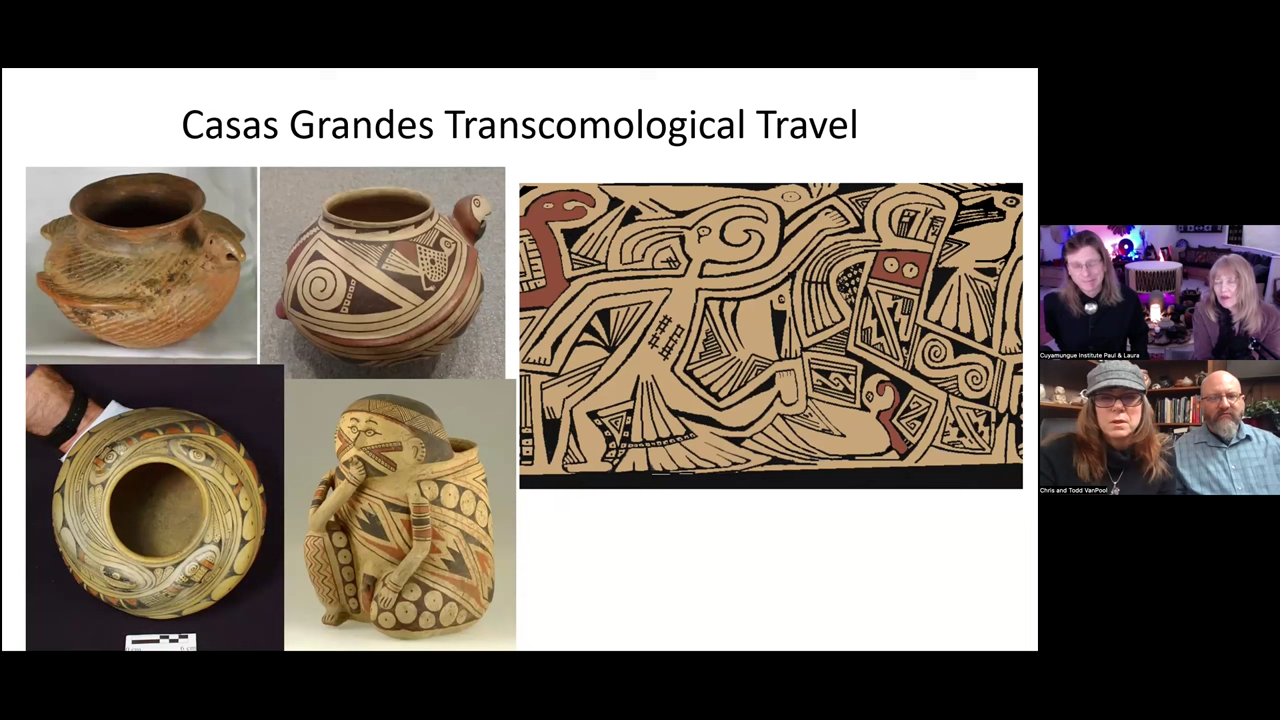 Casas Grandes Transcomological Travel
Cuyamungue Institute Paul & Laura
Chris and Todd VanPool